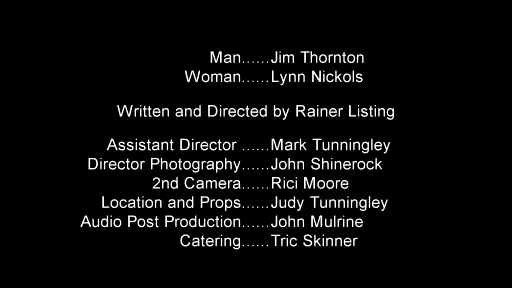 Man......Jim Thornton
Woman......Lynn Nickols
Written and Directed by Rainer Listing
Assistant Director ......Mark Tunningley
Director Photography......John Shinerock
2nd Camera......Rici Moore
Location and Props......Judy Tunningley
Audio Post Production......John Mulrine
Catering......Tric Skinner